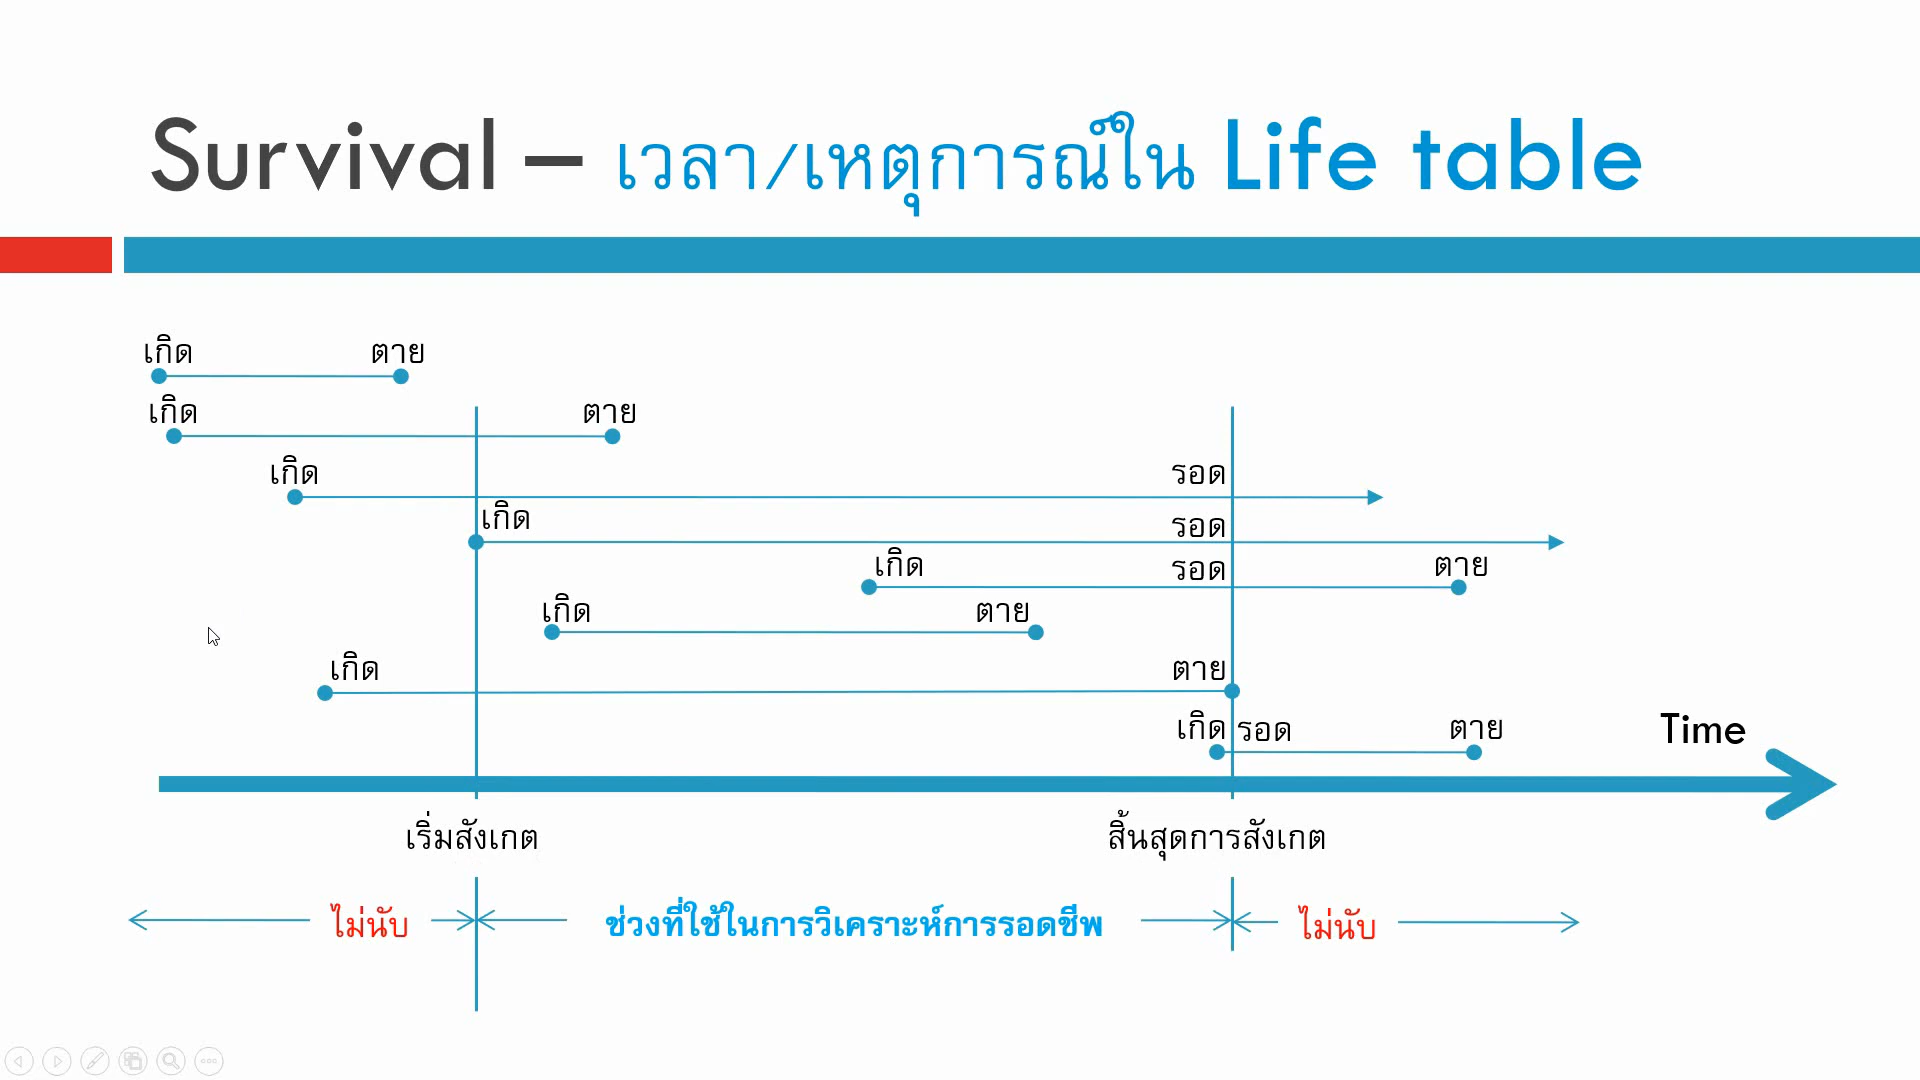 Survival – เวลา/เหตุการณ์ใน Life table
เกิด ตาย
เกิด ตาย
เกิด รอด
เกิด รอด
เกิด รอด ตาย
เกิด ตาย
เกิด ตาย
เกิด รอด ตาย
Time
เริ่มสังเกต สิ้นสุดการสังเกต
ไม่นับ ช่วงที่ใช้ในการวิเคราะห์การรอดชีพ ไม่นับ